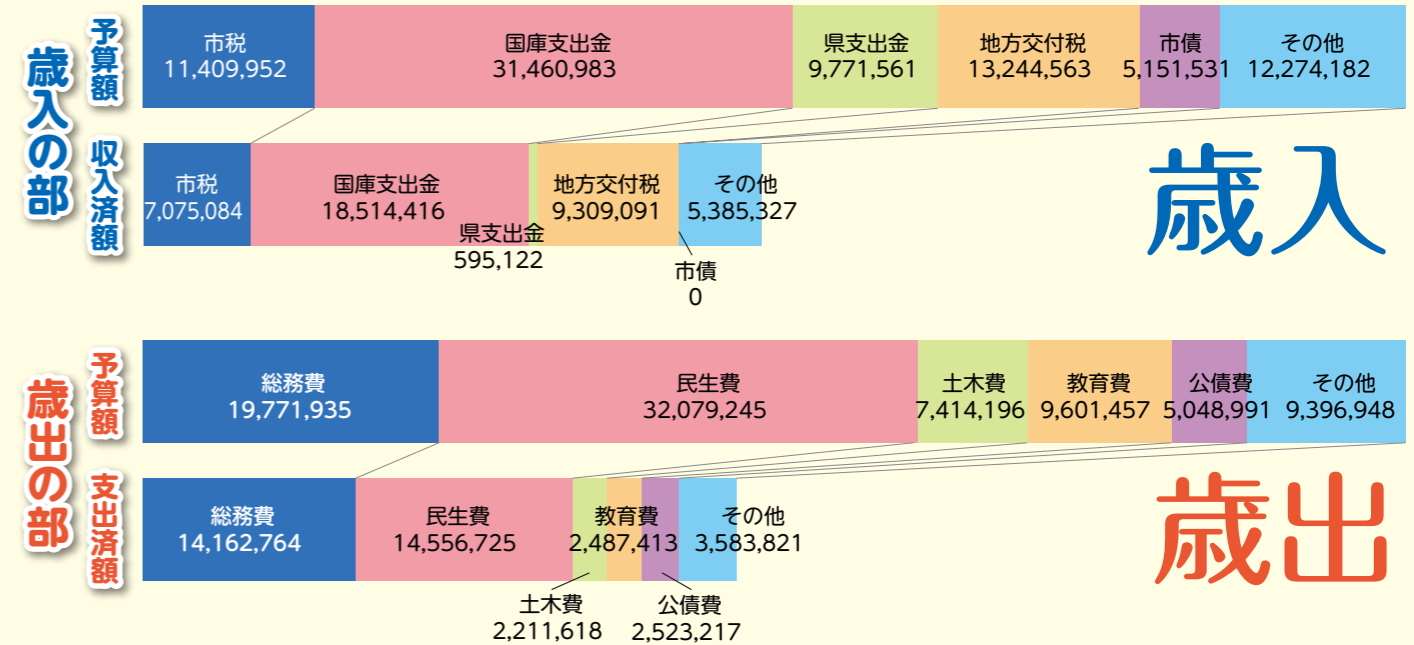 歳入の部
予算額
市税
11,409,952
国庫支出金
31,460,983
県支出金
9,771,561
地方交付税
13,244,563
市債
5,151,531
その他
12,274,182
収入済額
市税
7,075,084
国庫支出金
18,514,416
県支出金
595,122
地方交付税
9,309,091
市債
0
その他
5,385,327
歳入
歳出の部
予算額
総務費
19,771,935
民生費
32,079,245
土木費
7,414,196
教育費
9,601,457
公債費
5,048,991
その他
9,396,948
支出済額
総務費
14,162,764
民生費
14,556,725
土木費
2,211,618
教育費
2,487,413
公債費
2,523,217
その他
3,583,821
歳出